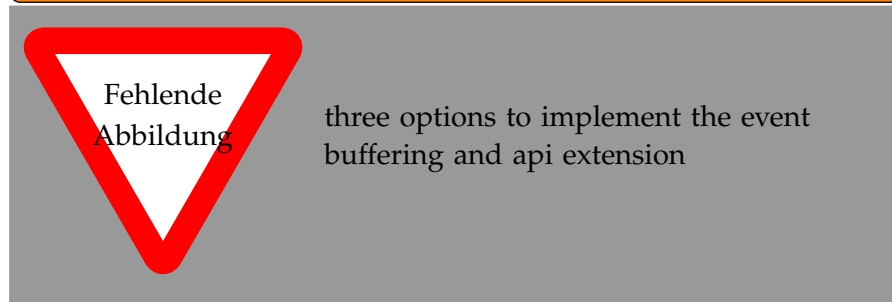 Fehlende
Abbildung
three options to implement the event
buffering and api extension